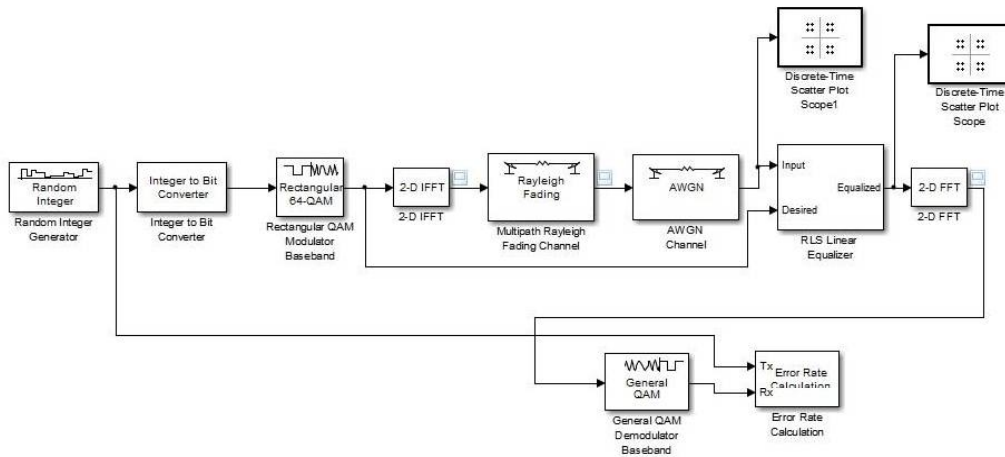 Discrete-Time
Scatter Plot
Scope1
Discrete-Time
Scatter Plot
Scope
Random
Integer
Random Integer
Generator
Integer to Bit
Converter
Integer to Bit
Converter
Rectangular
64-QAM
Rectangular QAM
Modulator
Baseband
2-D IFFT
2-D IFFT
Rayleigh
Fading
Multipath Rayleigh
Fading Channel
AWGN
AWGN
Channel
Input
Desired
Equalized
RLS Linear
Equalizer
2-D FFT
2-D FFT
General
QAM
General QAM
Demodulator
Baseband
Tx
Rx
Error Rate
Calculation
Error Rate
Calculation